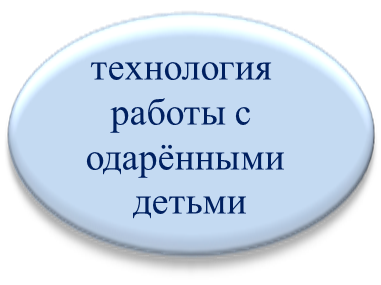 технология
работы с
одарёнными
детьми